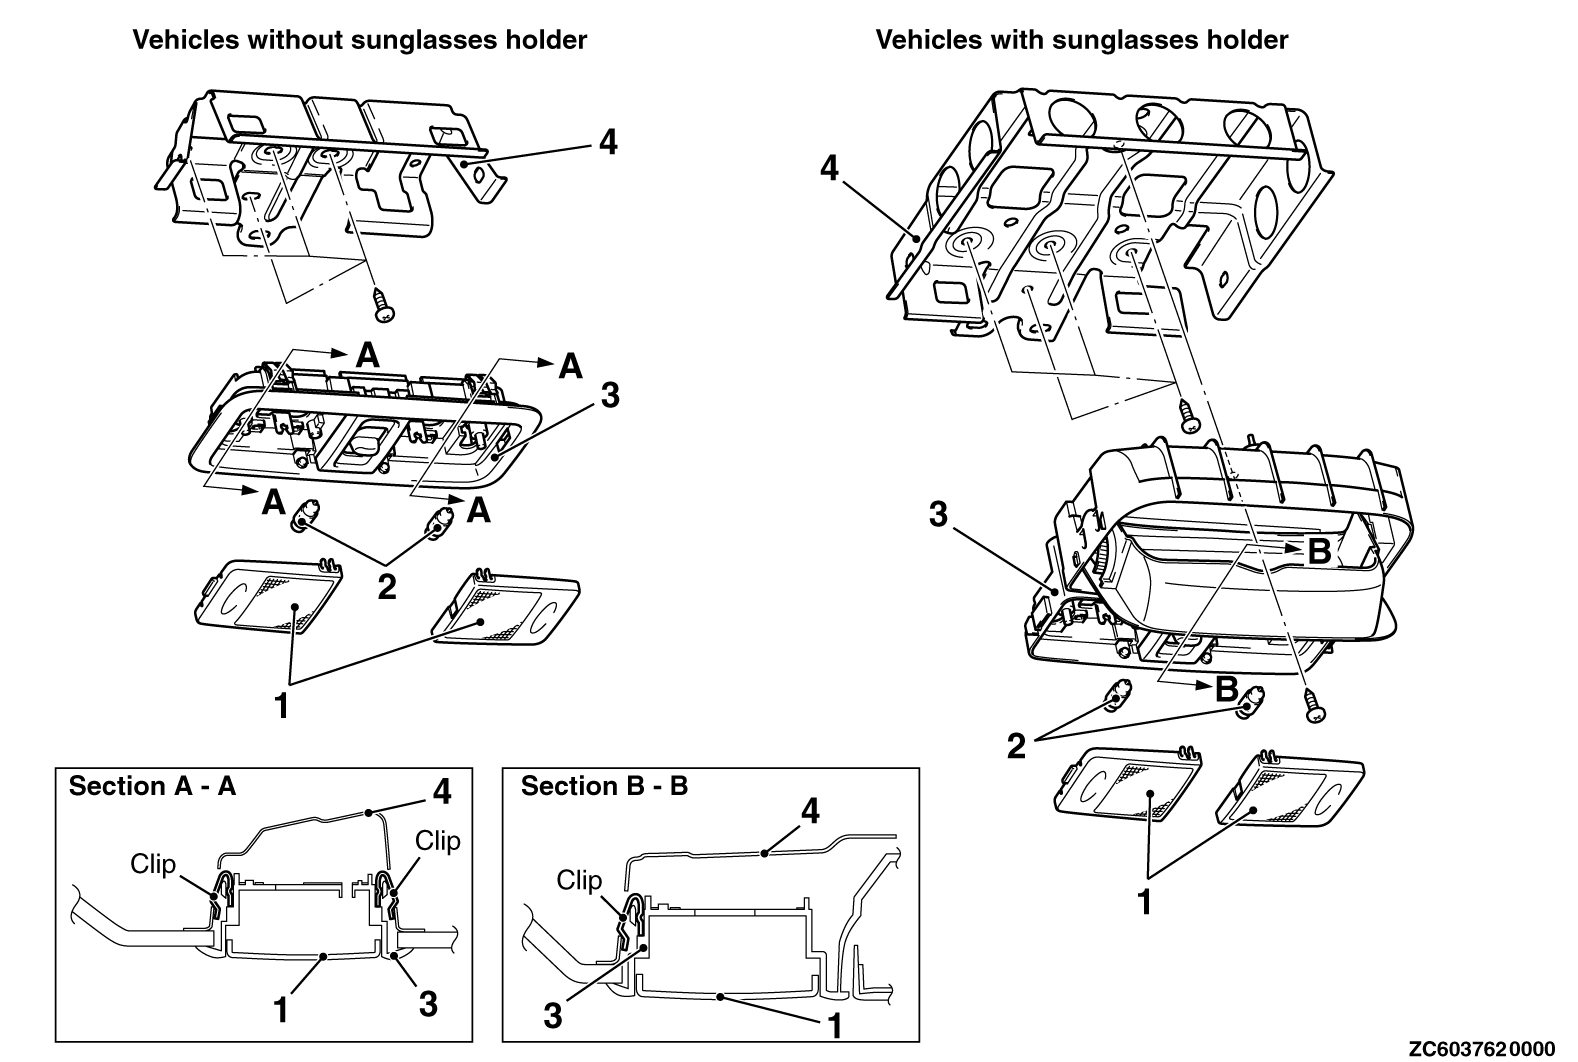 Vehicles without sunglasses holder
4
A
A
3
A
A
2
1
Vehicles with sunglasses holder
4
3
B
B
2
1
Section A - A
4
Clip
Clip
1
3
Section B - B
4
Clip
3
1
ZC6037620000